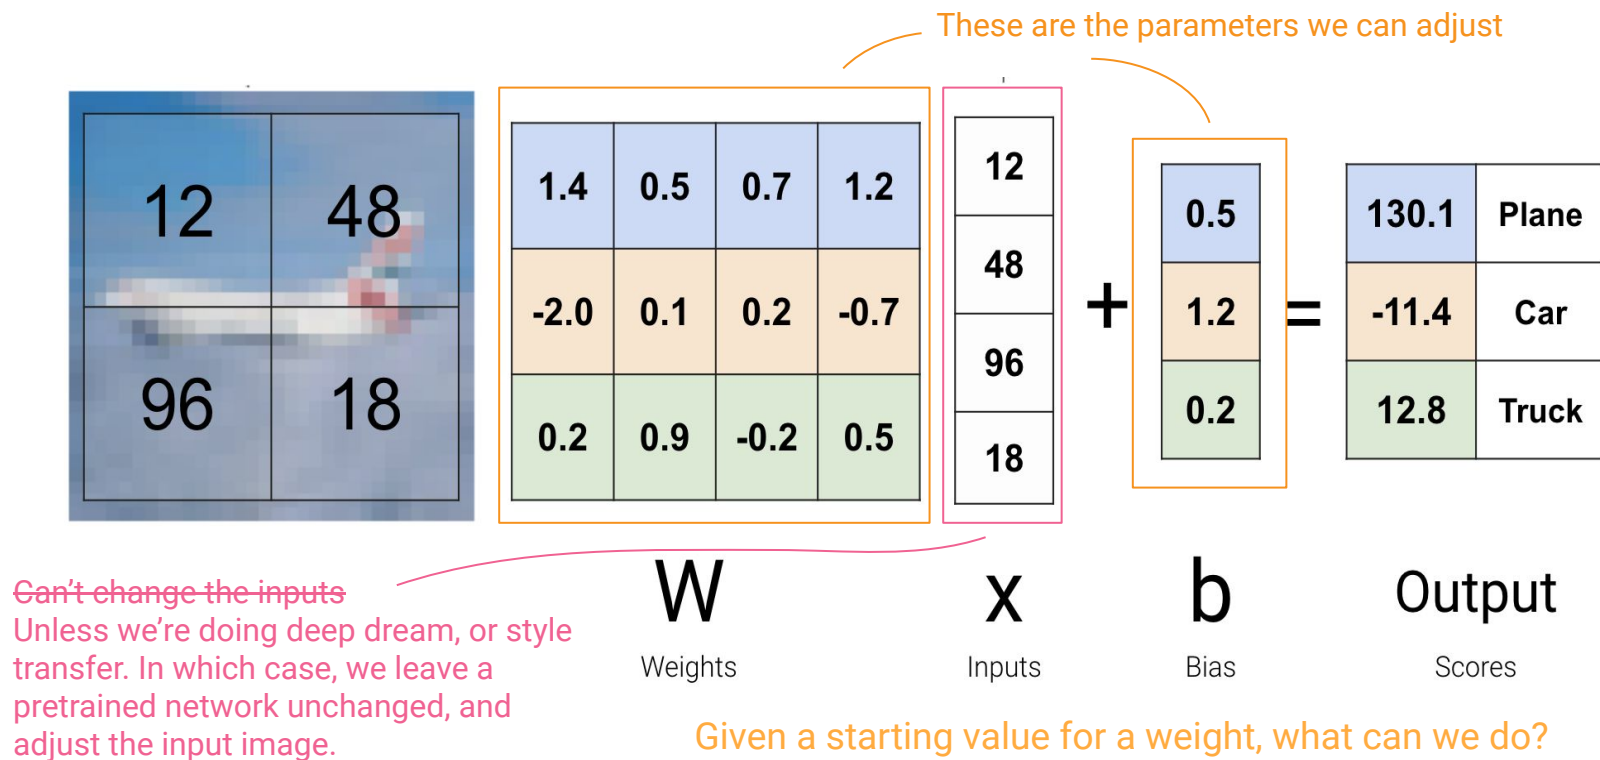 These are the parameters we can adjust
12 48
96 18
1.4 0.5 0.7 1.2
-2.0 0.1 0.2 -0.7
0.2 0.9 -0.2 0.5
12
48
96
18
+
0.5
1.2
0.2
=
130.1 Plane
-11.4 Car
12.8 Truck
W x b Output
Weights Inputs Bias Scores
Can't change the inputs
Unless we're doing deep dream, or style
transfer. In which case, we leave a
pretrained network unchanged, and
adjust the input image.
Given a starting value for a weight, what can we do?